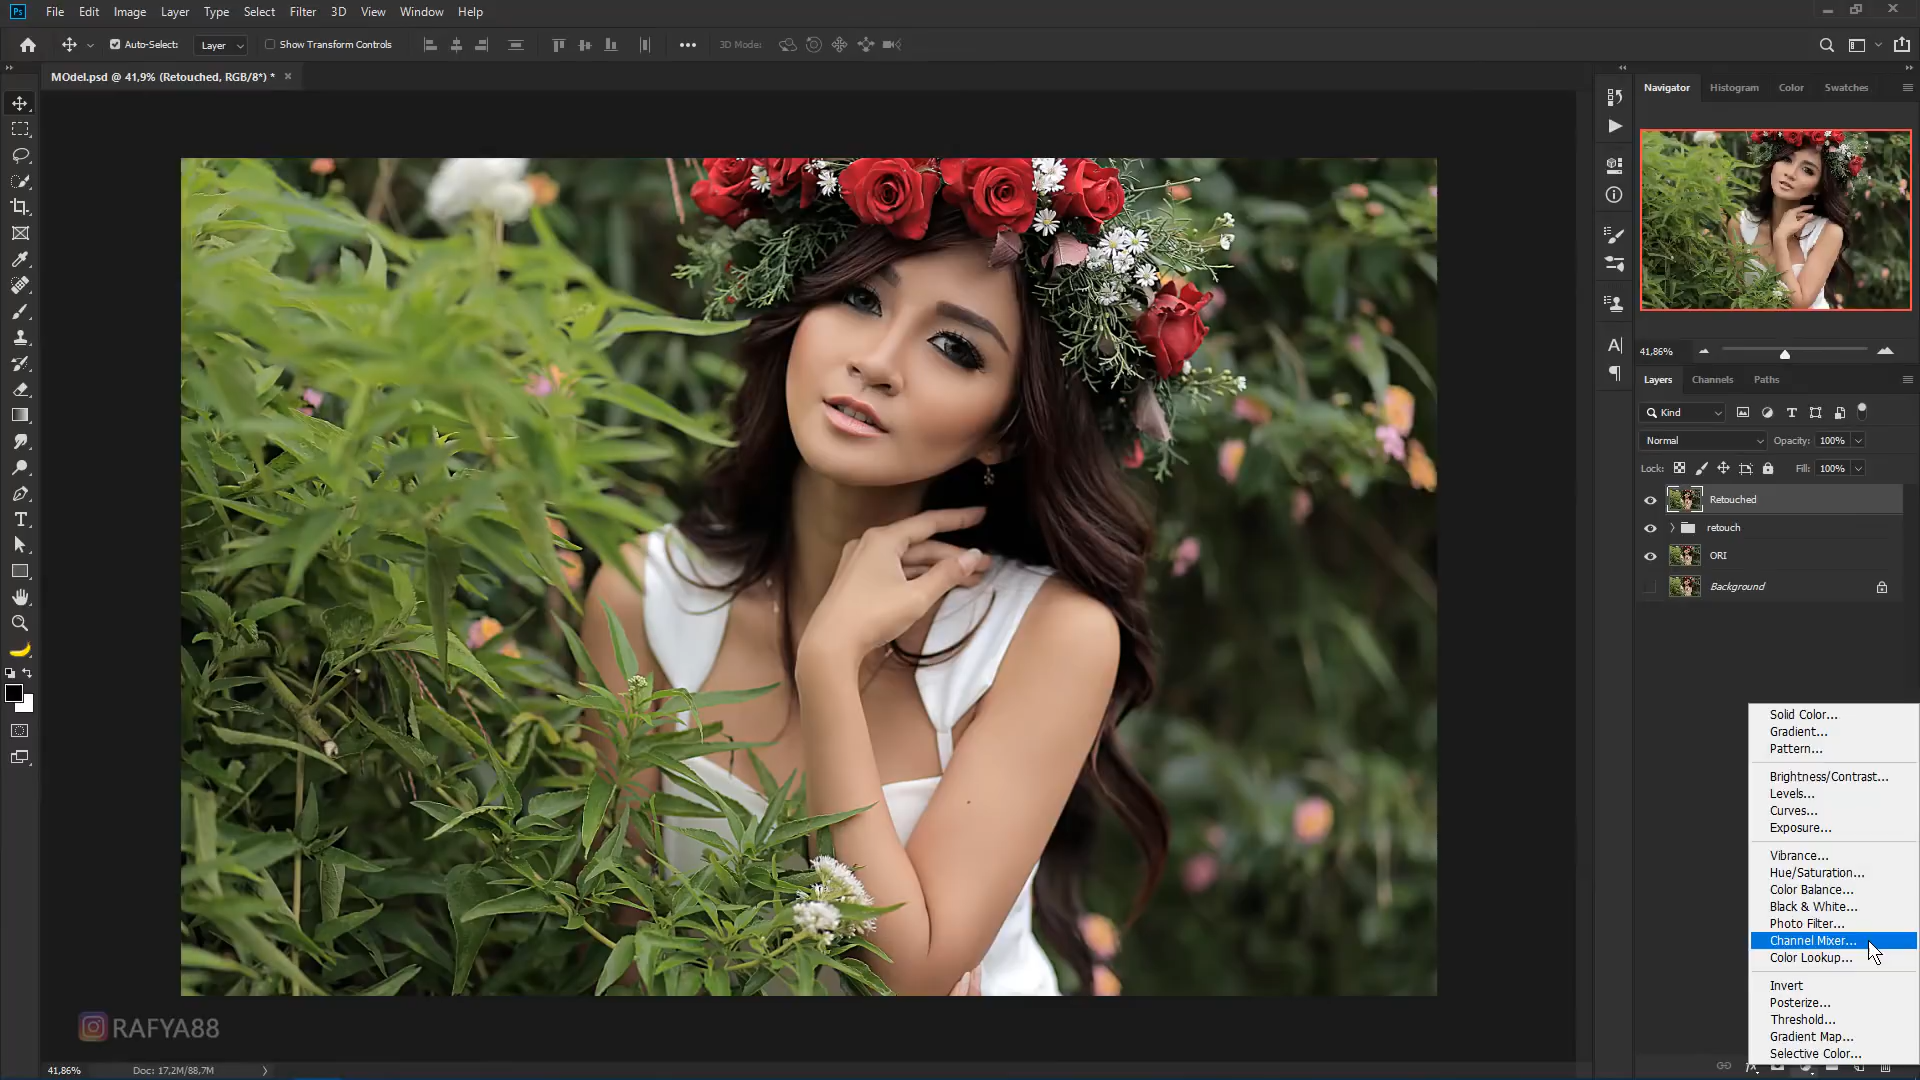 Ps File Edit Image Layer Type Select Filter 3D View Window Help
Auto-Select: Layer Show Transform Controls 3D Mode:
MOdel.psd @ 41,9% (Retouched, RGB/8*) *
Navigator Histogram Color Swatches
41,86%
Layers Channels Paths
Kind
Normal Opacity: 100%
Lock: Fill: 100%
Retouched
retouch
ORI
Background
Solid Color...
Gradient...
Pattern...
Brightness/Contrast...
Levels...
Curves...
Exposure...
Vibrance...
Hue/Saturation...
Color Balance...
Black & White...
Photo Filter...
Channel Mixer...
Color Lookup...
Invert
Posterize...
Threshold...
Gradient Map...
Selective Color...
RAFYA88
41,86% Doc: 17,2M/88,7M